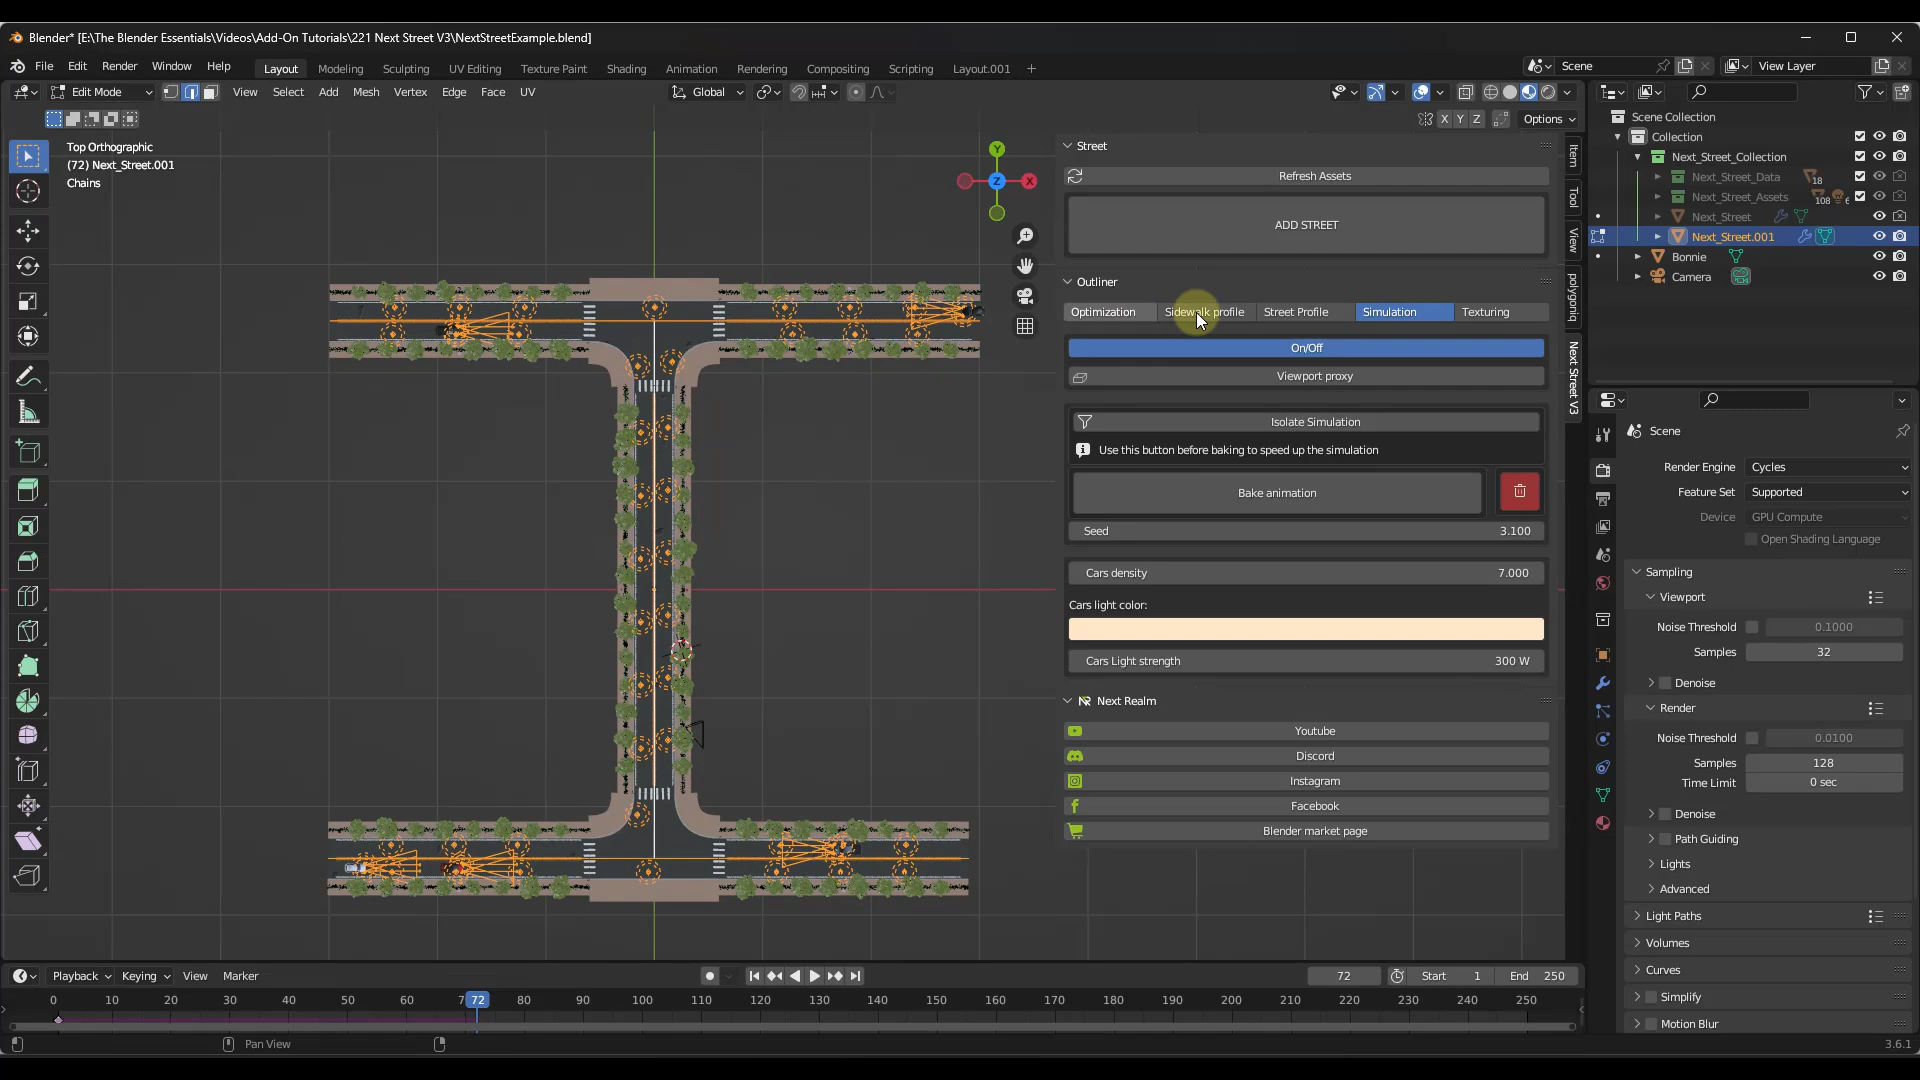 Blender* [E:\The Blender Essentials\Videos\Add-On Tutorials\221 Next Street V3\NextStreetExample.blend]
File Edit Render Window Help Layout Modeling Sculpting UV Editing Texture Paint Shading Animation Rendering Compositing Scripting Layout.001 + Scene View Layer
Edit Mode View Select Add Mesh Vertex Edge Face UV Global
X Y Z Options
Top Orthographic
(72) Next_Street.001
Chains
Y
Z
X
Street
Refresh Assets
ADD STREET
Outliner
Optimization Sidewalk profile Street Profile Simulation Texturing
On/Off
Viewport proxy
Isolate Simulation
Use this button before baking to speed up the simulation
Bake animation
Seed 3.100
Cars density 7.000
Cars light color:
Cars Light strength 300 W
Next Realm
Youtube
Discord
Instagram
Facebook
Blender market page
Item
Tool
View
polygoniq
Next Street V3
Scene Collection
Collection
Next_Street_Collection
Next_Street_Data 18
Next_Street_Assets 108 6
Next_Street
Next_Street.001
Bonnie
Camera
Scene
Render Engine Cycles
Feature Set Supported
Device GPU Compute
Open Shading Language
Sampling
Viewport
Noise Threshold 0.1000
Samples 32
Denoise
Render
Noise Threshold 0.0100
Samples 128
Time Limit 0 sec
Denoise
Path Guiding
Lights
Advanced
Light Paths
Volumes
Curves
Simplify
Motion Blur
Playback Keying View Marker 72 Start 1 End 250
0 10 20 30 40 50 60 7 72 80 90 100 110 120 130 140 150 160 170 180 190 200 210 220 230 240 250
Pan View
3.6.1